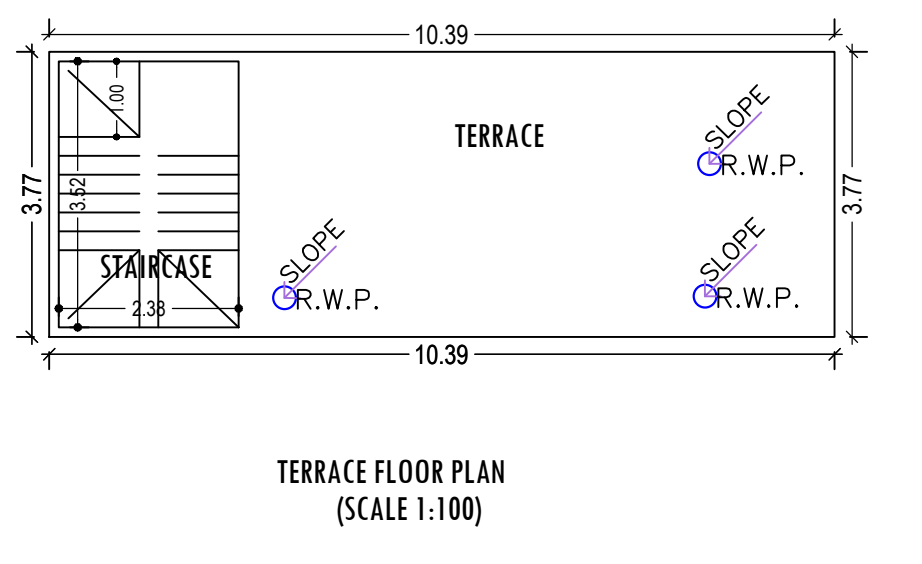 10.39
SLOPE
1.00
TERRACE
R.W.P.
3.77
3.52
3.77
SLOPE
SLOPE
STAIRCASE
R.W.P.
R.W.P.
2.38
10.39
TERRACE FLOOR PLAN
(SCALE 1:100)